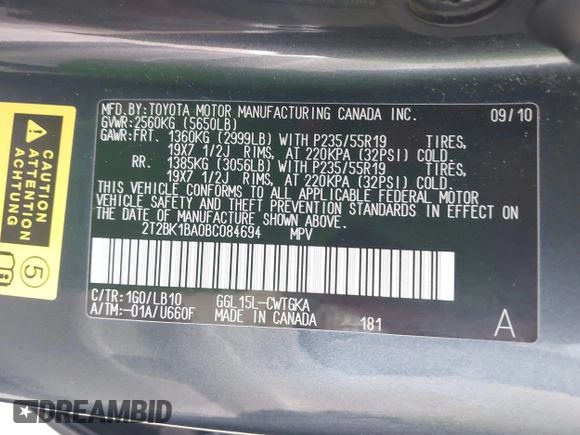 MFD.BY:TOYOTA MOTOR MANUFACTURING CANADA INC. 09/10
GVWR:2560KG (5650LB)
GAWR:FRT. 1360KG (2999LB) WITH P235/55R19 TIRES,
19X7 1/2J RIMS, AT 220KPA (32PSI) COLD.
RR. 1385KG (3056LB) WITH P235/55R19 TIRES,
19X7 1/2J RIMS, AT 220KPA (32PSI) COLD.
THIS VEHICLE CONFORMS TO ALL APPLICABLE FEDERAL MOTOR
VEHICLE SAFETY AND THEFT PREVENTION STANDARDS IN EFFECT
ON THE DATE OF MANUFACTURE SHOWN ABOVE.
2T2BK1BA0BC084694 MPV
C/TR:1G0/LB10 GGL15L-CWTGKA
A/TM:-01A/U660F MADE IN CANADA 181 A
CAUTION
ATTENTION
ACHTUNG
5
DREAMBID